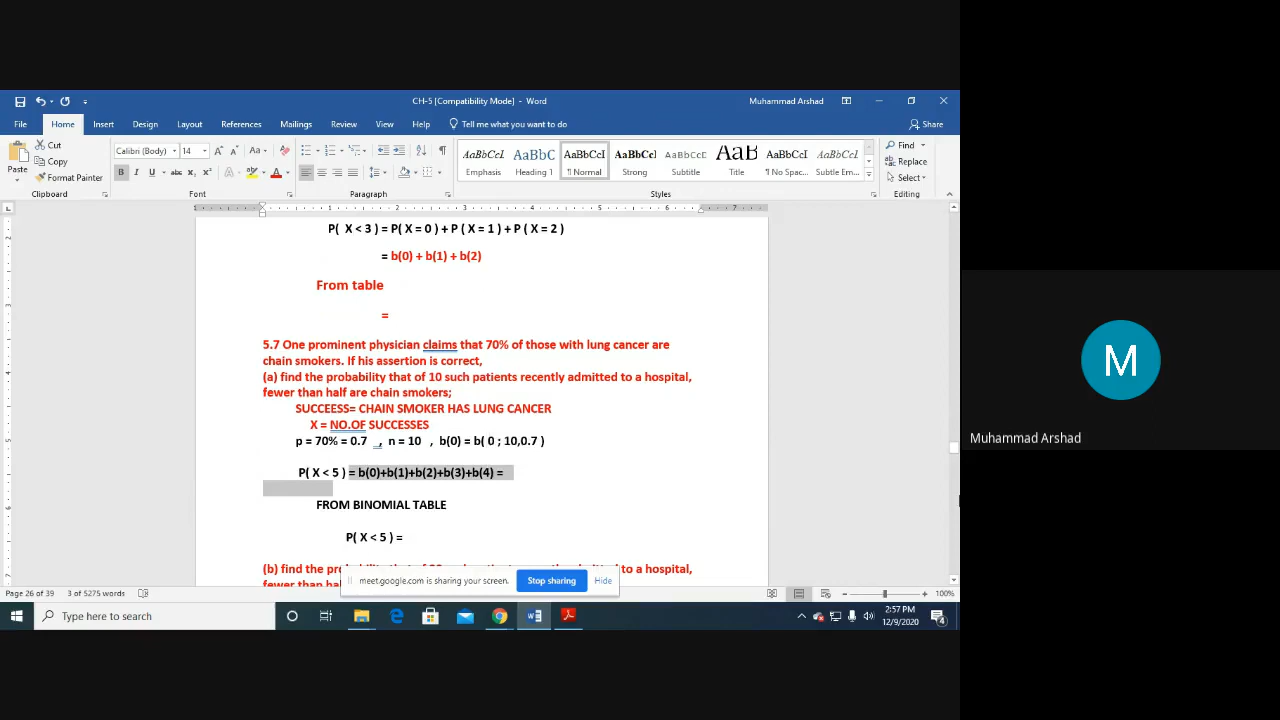 CH-5 [Compatibility Mode] - Word
Muhammad Arshad
File Home Insert Design Layout References Mailings Review View Help Tell me what you want to do Share
Paste
Cut
Copy
Format Painter
Clipboard
Calibri (Body) 14
Font
Paragraph
AaBbCcI AaBbC AaBbCcI AaBbCcI AaBbCcD AaB AaBbCcI AaBbCcI
Emphasis Heading 1 ¶ Normal Strong Subtitle Title ¶ No Spac... Subtle Em...
Styles
Find
Replace
Select
Editing
P( X < 3 ) = P( X = 0 ) + P ( X = 1 ) + P ( X = 2 )
= b(0) + b(1) + b(2)
From table
=
5.7 One prominent physician claims that 70% of those with lung cancer are
chain smokers. If his assertion is correct,
(a) find the probability that of 10 such patients recently admitted to a hospital,
fewer than half are chain smokers;
SUCCEESS= CHAIN SMOKER HAS LUNG CANCER
X = NO.OF SUCCESSES
p = 70% = 0.7 , n = 10 , b(0) = b( 0 ; 10,0.7 )
P( X < 5 ) = b(0)+b(1)+b(2)+b(3)+b(4) =
FROM BINOMIAL TABLE
P( X < 5 ) =
(b) find the
to a hospital,
fewer than
meet.google.com is sharing your screen. Stop sharing Hide
Page 26 of 39 3 of 5275 words 100%
Type here to search
2:57 PM
12/9/2020
4
M
Muhammad Arshad